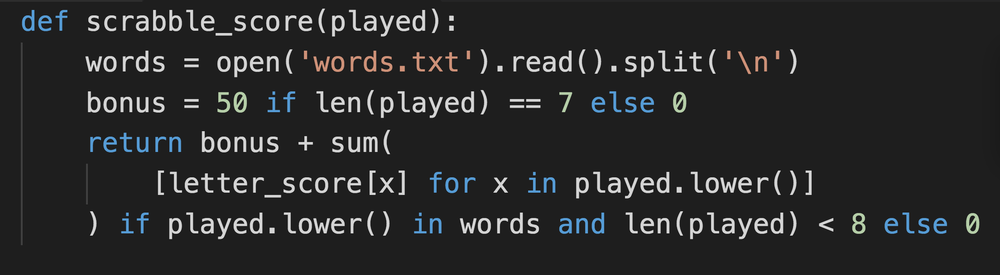 def scrabble_score(played):
    words = open('words.txt').read().split('\n')
    bonus = 50 if len(played) == 7 else 0
    return bonus + sum(
        [letter_score[x] for x in played.lower()]
    ) if played.lower() in words and len(played) < 8 else 0